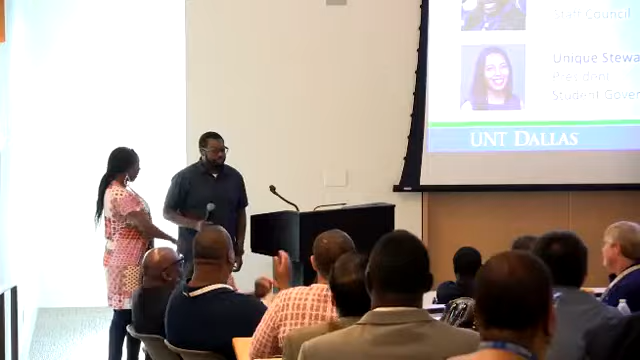 Staff Council
Unique Stewa
President
Student Gover
UNT DALLAS